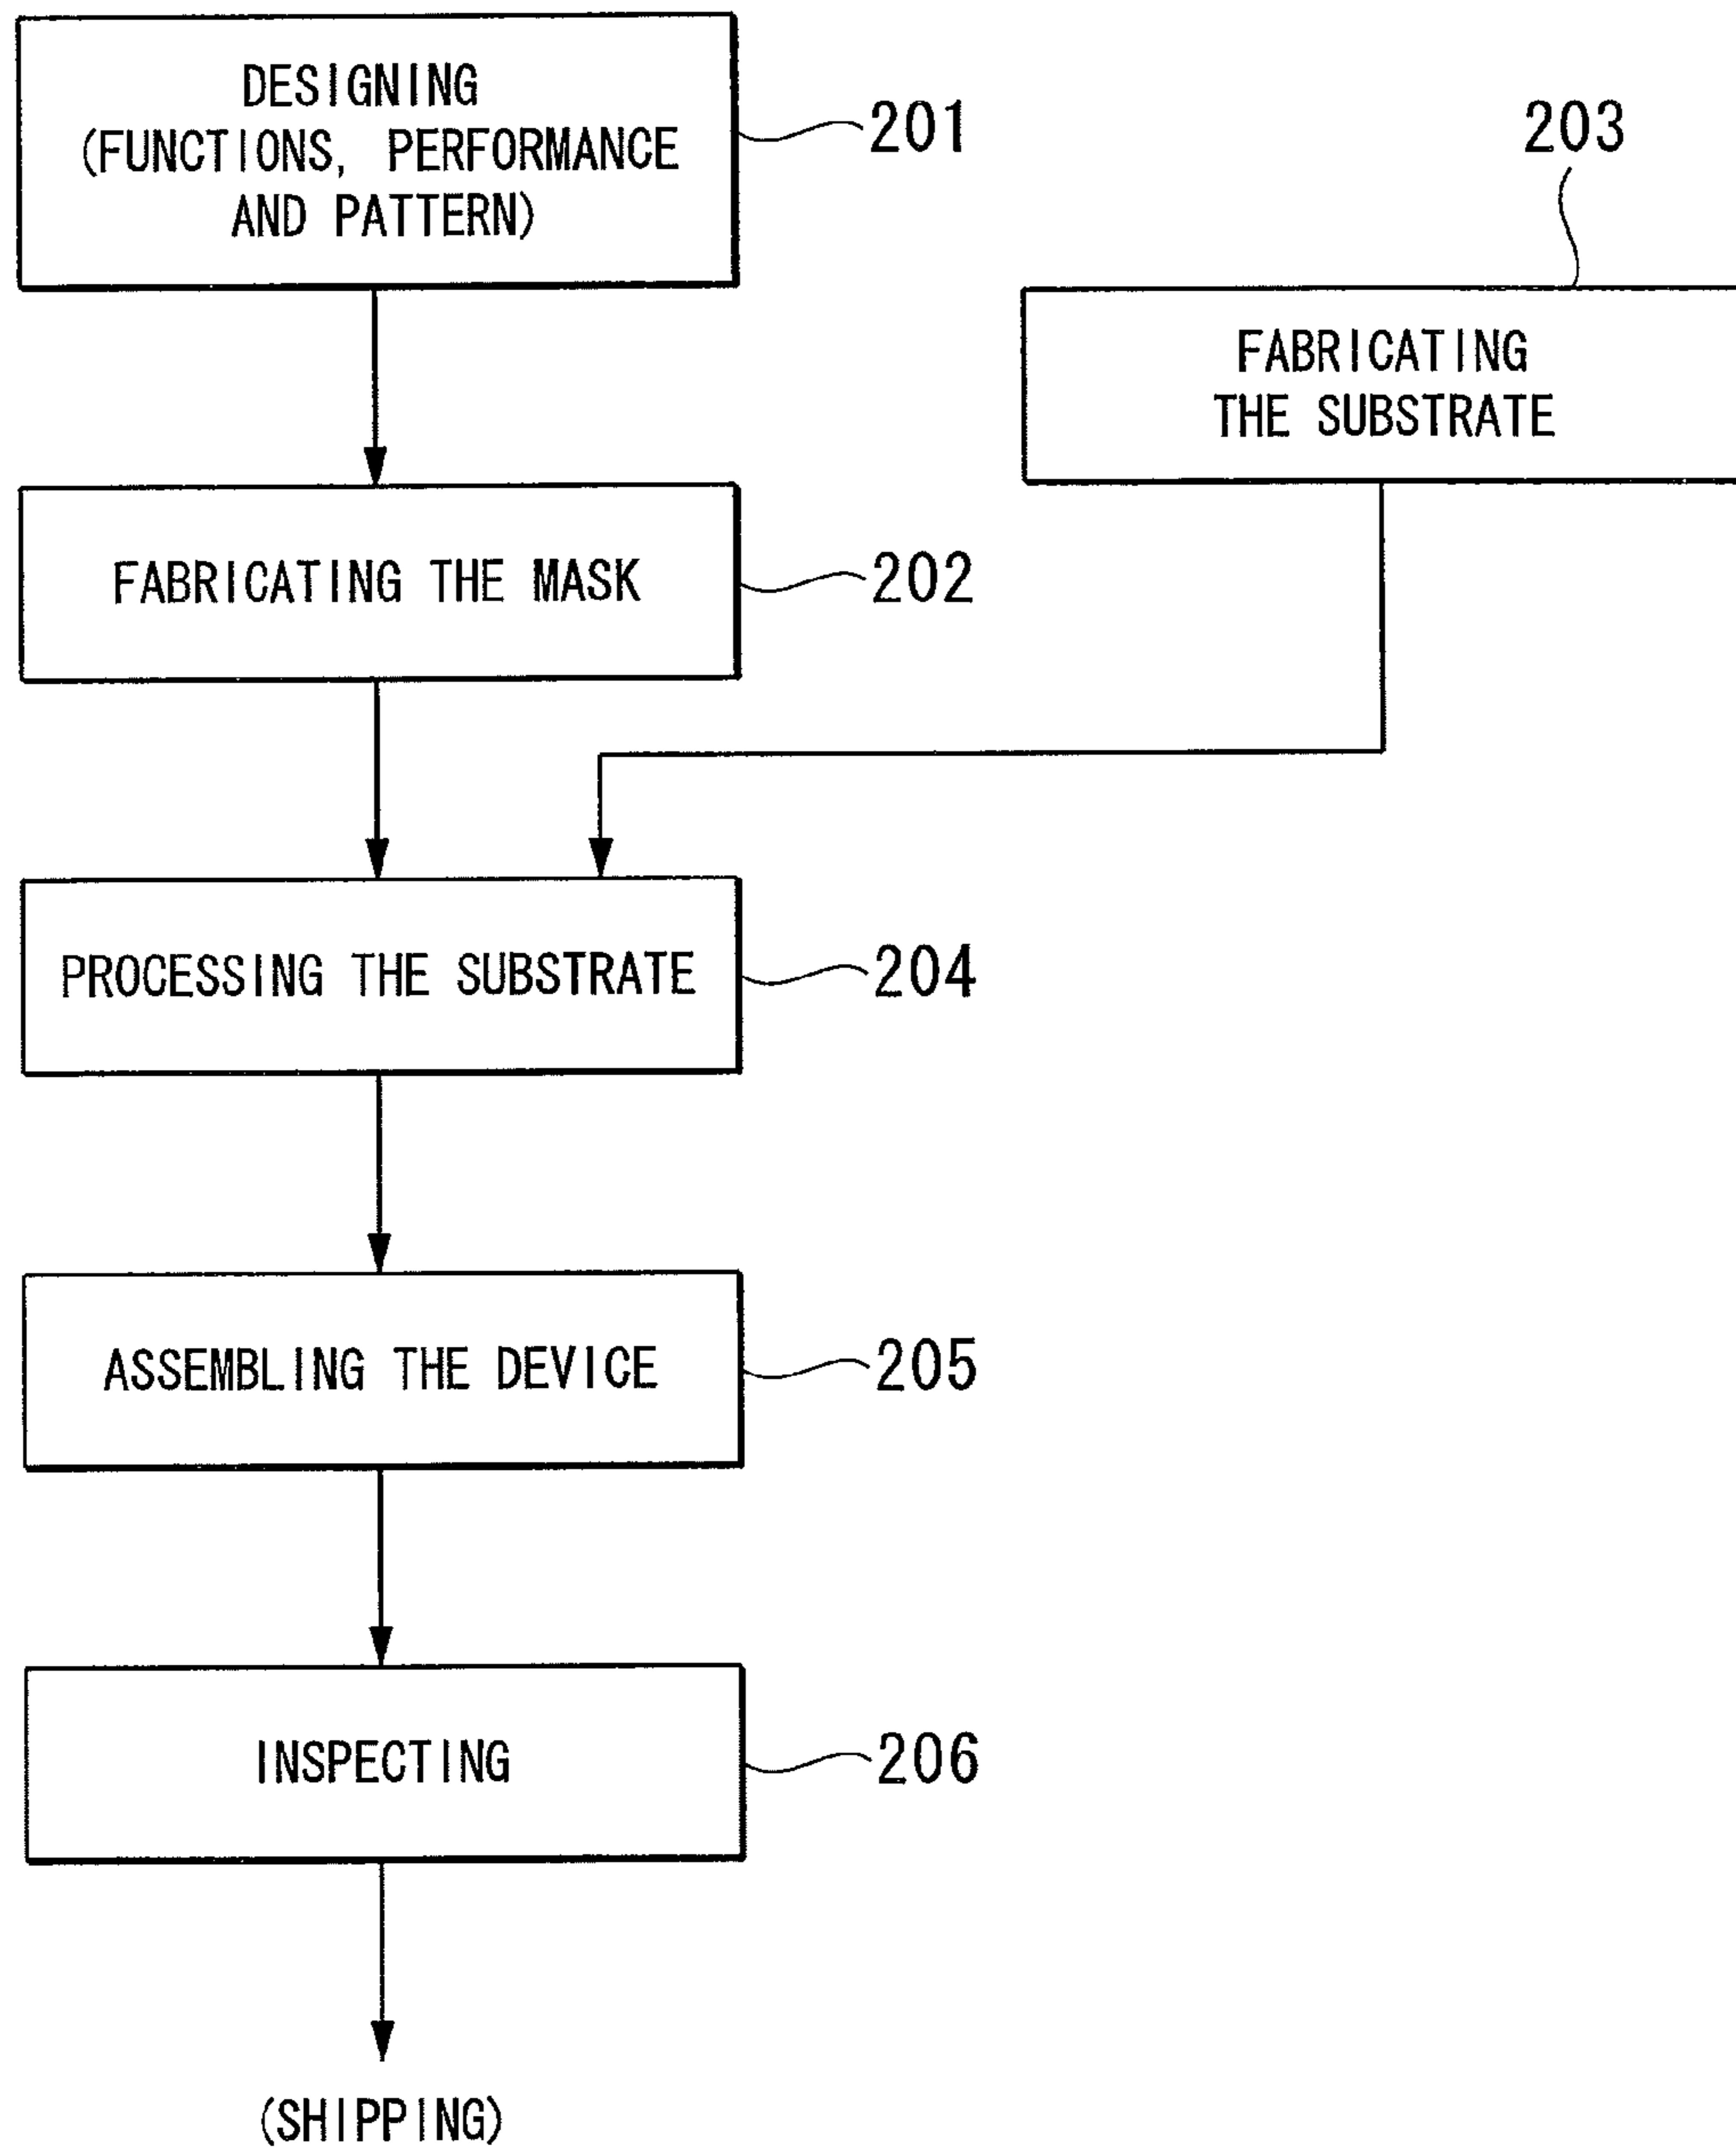 DESIGNING
(FUNCTIONS, PERFORMANCE
AND PATTERN)
201
203
FABRICATING
THE SUBSTRATE
FABRICATING THE MASK
202
PROCESSING THE SUBSTRATE
204
ASSEMBLING THE DEVICE
205
INSPECTING
206
(SHIPPING)